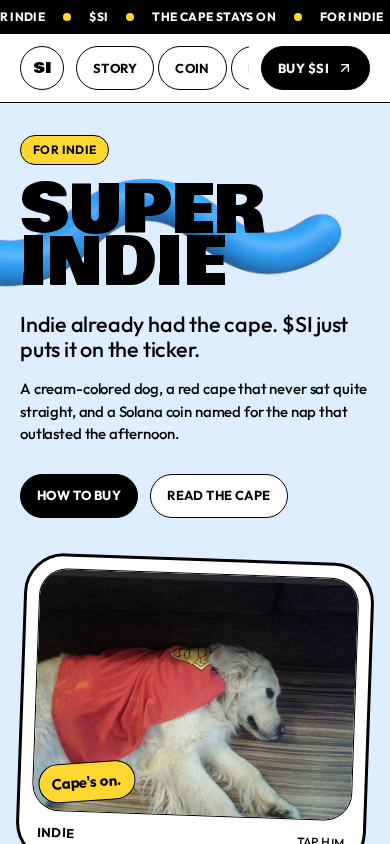 R INDIE $SI THE CAPE STAYS ON FOR INDIE
SI STORY COIN BUY $SI
FOR INDIE
SUPER
INDIE
Indie already had the cape. $SI just
puts it on the ticker.
A cream-colored dog, a red cape that never sat quite
straight, and a Solana coin named for the nap that
outlasted the afternoon.
HOW TO BUY READ THE CAPE
Cape's on.
INDIE TAP HIM